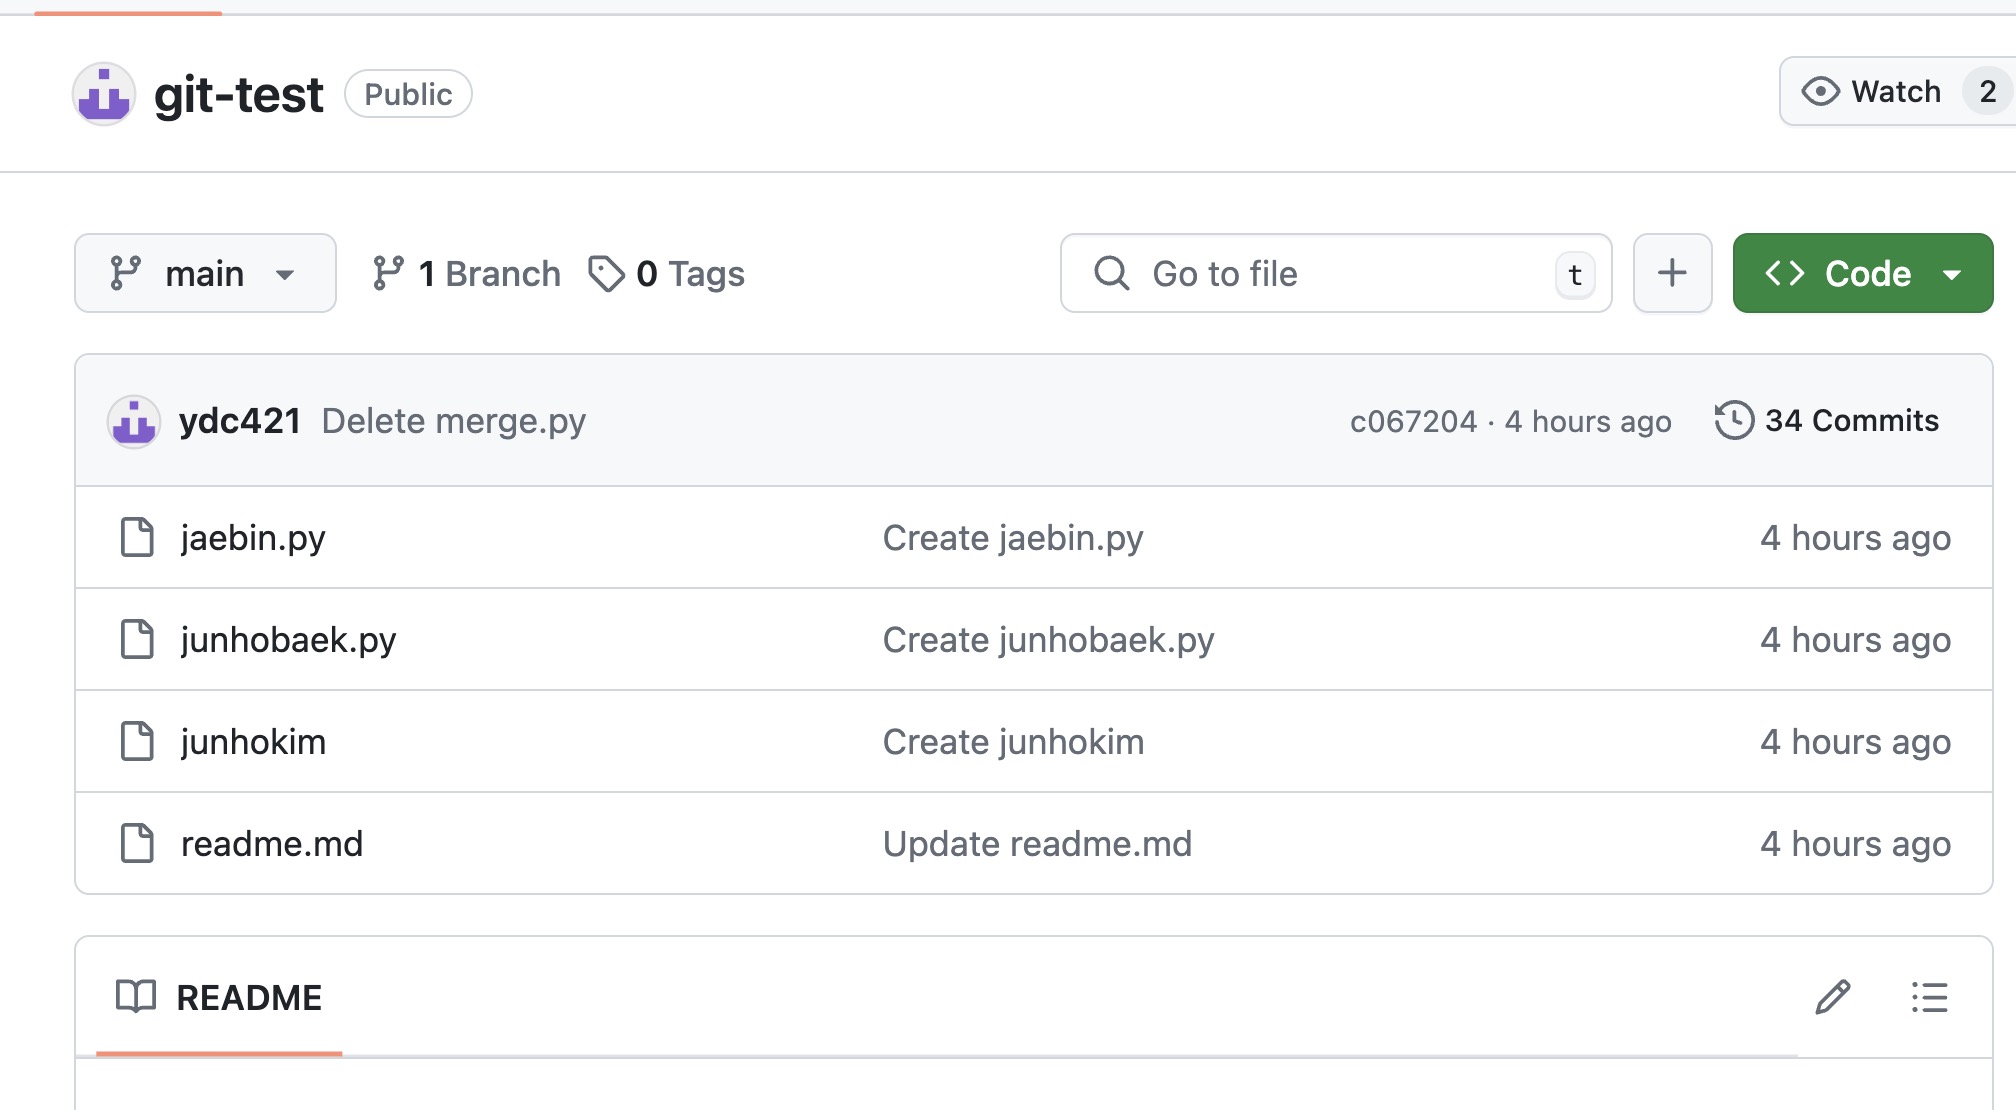 git-test Public Watch 2
main 1 Branch 0 Tags Go to file t + Code
ydc421 Delete merge.py c067204 · 4 hours ago 34 Commits
jaebin.py Create jaebin.py 4 hours ago
junhobaek.py Create junhobaek.py 4 hours ago
junhokim Create junhokim 4 hours ago
readme.md Update readme.md 4 hours ago
README